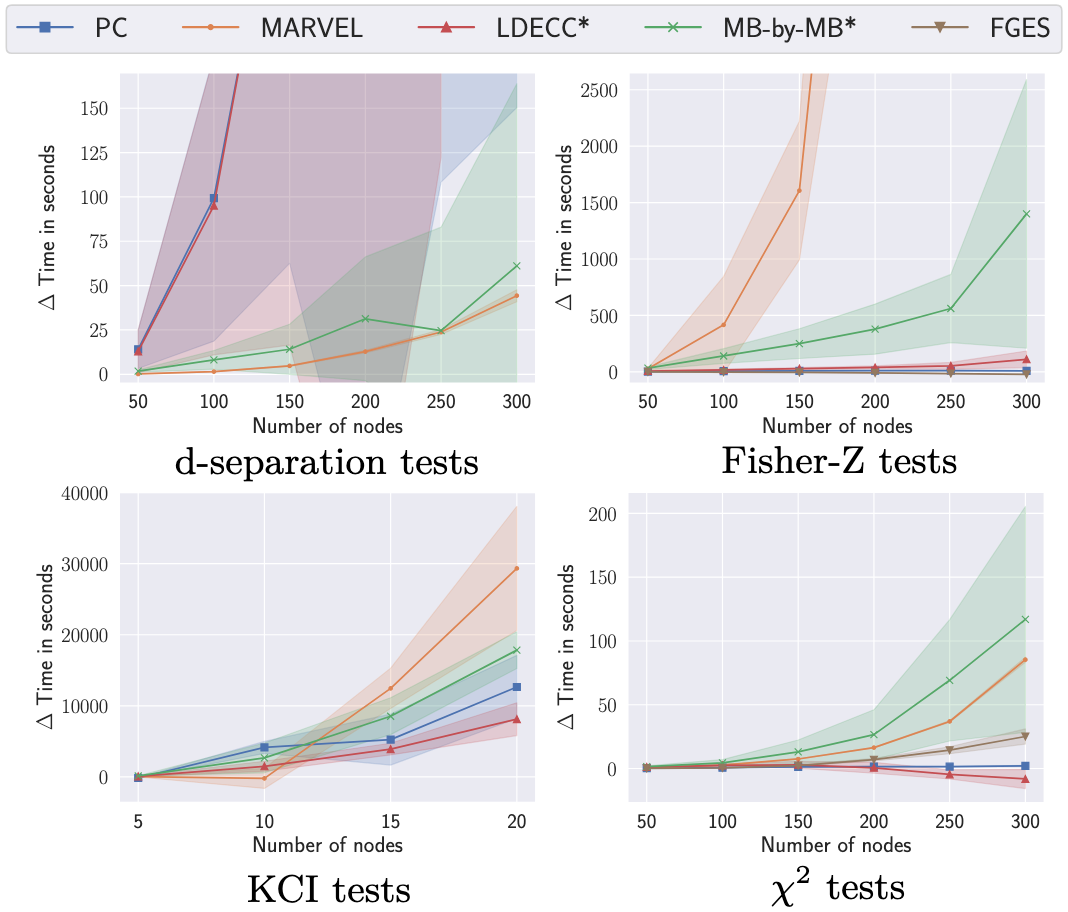 PC MARVEL LDECC* MB-by-MB* FGES
150
125
100
75
50
25
0
△ Time in seconds
50 100 150 200 250 300
Number of nodes
d-separation tests
2500
2000
1500
1000
500
0
△ Time in seconds
50 100 150 200 250 300
Number of nodes
Fisher-Z tests
40000
30000
20000
10000
0
△ Time in seconds
5 10 15 20
Number of nodes
KCI tests
200
150
100
50
0
△ Time in seconds
50 100 150 200 250 300
Number of nodes
χ² tests